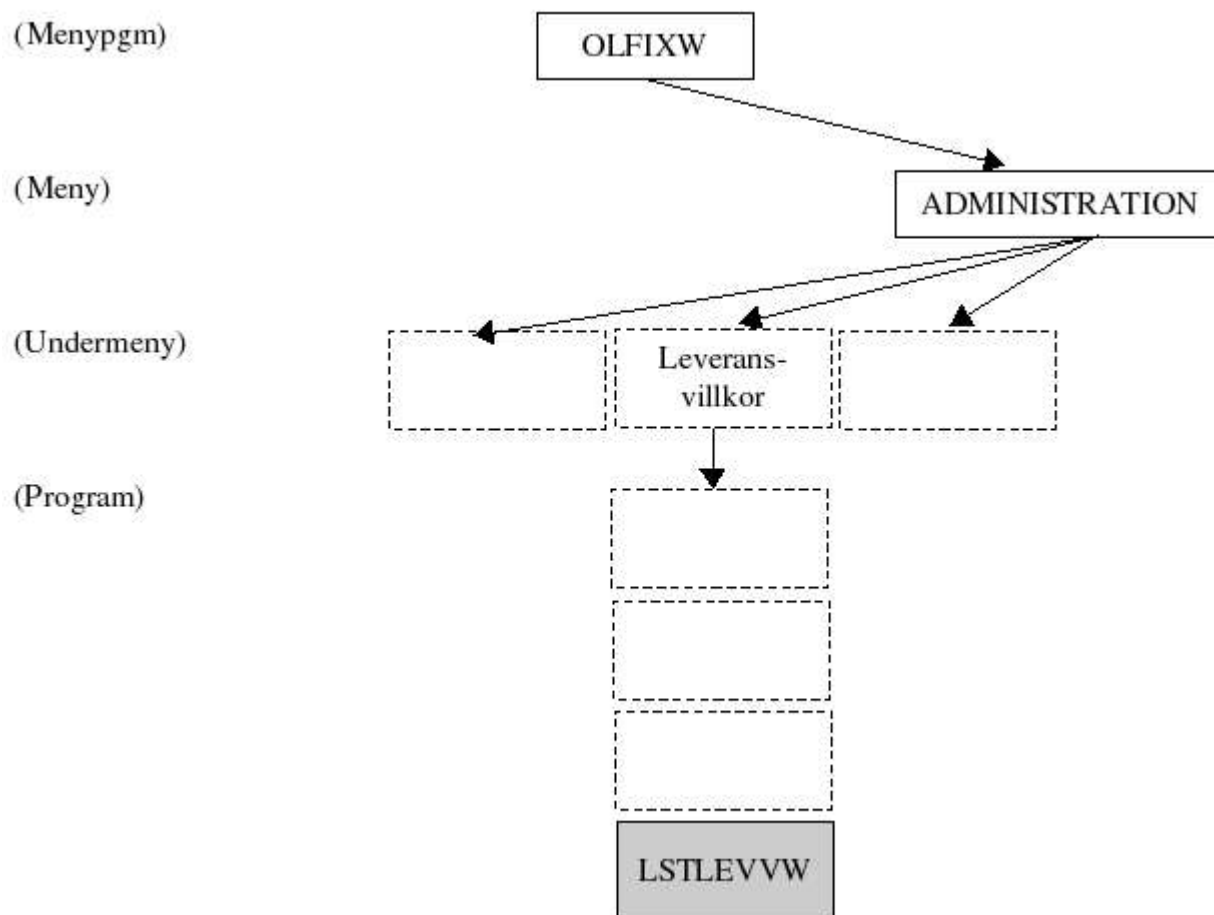 (Menypgm)
OLFIXW
(Meny)
ADMINISTRATION
(Undermeny)
Leverans-
villkor
(Program)
LSTLEVVW